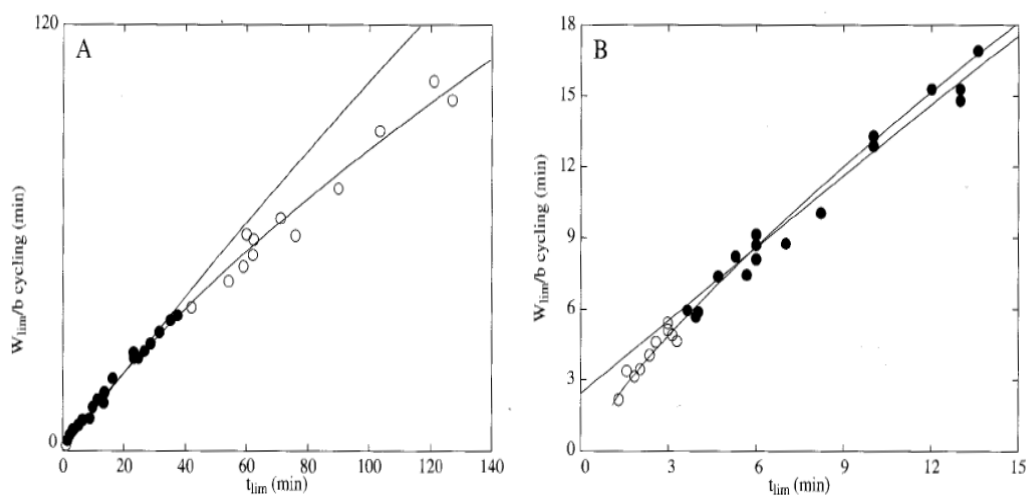 120
A
W_lim/b cycling (min)
0
0 20 40 60 80 100 120 140
t_lim (min)
18
B
15
12
W_lim/b cycling (min)
9
6
3
0
0 3 6 9 12 15
t_lim (min)